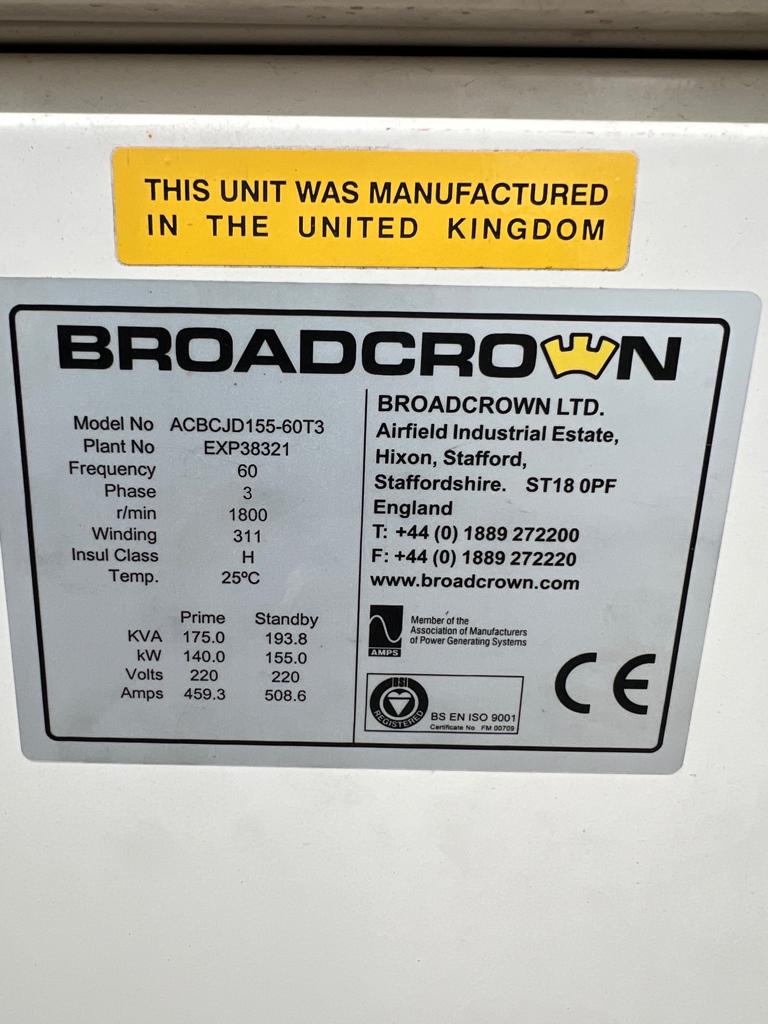 THIS UNIT WAS MANUFACTURED
IN THE UNITED KINGDOM
BROADCROWN
Model No ACBCJD155-60T3
Plant No EXP38321
Frequency 60
Phase 3
r/min 1800
Winding 311
Insul Class H
Temp. 25ºC
Prime Standby
KVA 175.0 193.8
kW 140.0 155.0
Volts 220 220
Amps 459.3 508.6
BROADCROWN LTD.
Airfield Industrial Estate,
Hixon, Stafford,
Staffordshire. ST18 0PF
England
T: +44 (0) 1889 272200
F: +44 (0) 1889 272220
www.broadcrown.com
AMPS
Member of the
Association of Manufacturers
of Power Generating Systems
BSI
REGISTERED
BS EN ISO 9001
Certificate No FM 00709
CE